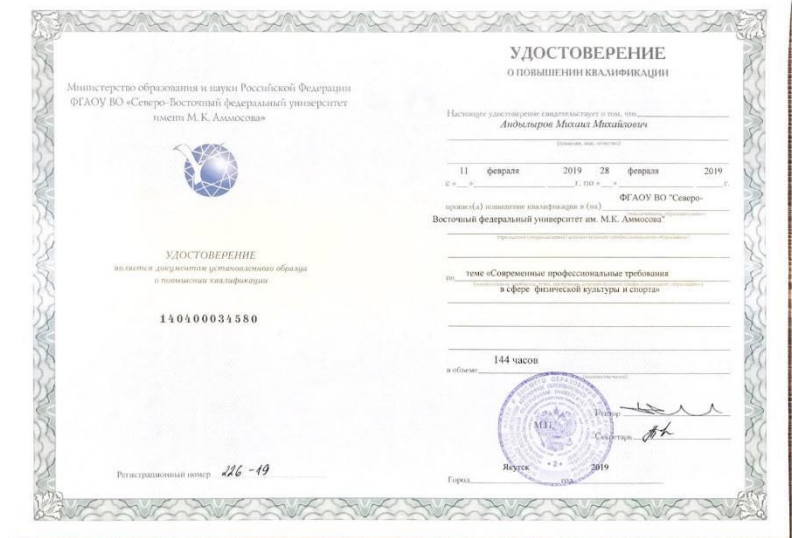 Министерство образования и науки Российской Федерации
ФГАОУ ВО «Северо-Восточный федеральный университет
имени М. К. Аммосова»
УДОСТОВЕРЕНИЕ
является документом установленного образца
о повышении квалификации
140400034580
Регистрационный номер 226 -19
УДОСТОВЕРЕНИЕ
О ПОВЫШЕНИИ КВАЛИФИКАЦИИ
Настоящее удостоверение свидетельствует о том, что
Андылыров Михаил Михайлович
(фамилия, имя, отчество)
11 февраля 2019 28 февраля 2019
с « » г. по « » г.
ФГАОУ ВО "Северо-
прошел(а) повышение квалификации в (на)
Восточный федеральный университет им. М.К. Аммосова"
по теме «Современные профессиональные требования
в сфере физической культуры и спорта»
144 часов
в объеме
(количество часов)
Ректор
М.П.
Секретарь
Якутск 2019
Город год